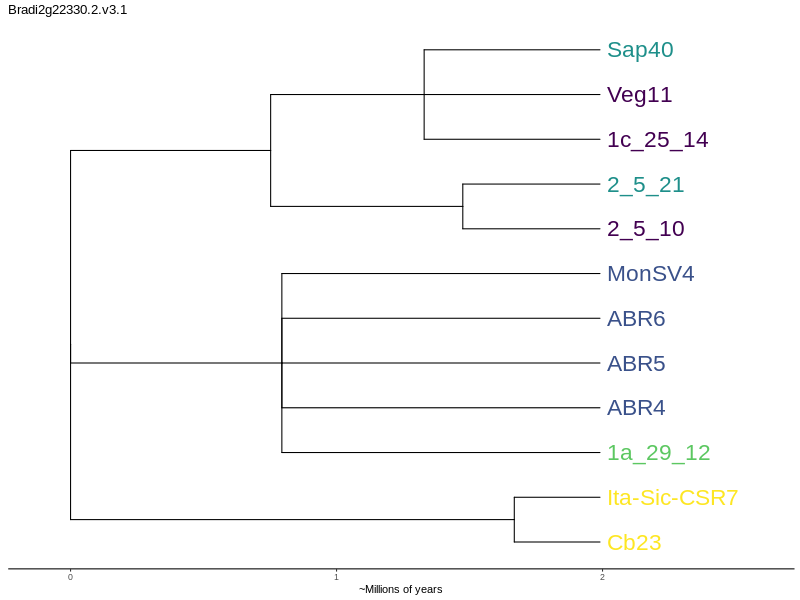 Bradi2g22330.2.v3.1
Sap40
Veg11
1c_25_14
2_5_21
2_5_10
MonSV4
ABR6
ABR5
ABR4
1a_29_12
Ita-Sic-CSR7
Cb23
0 1 2
~Millions of years